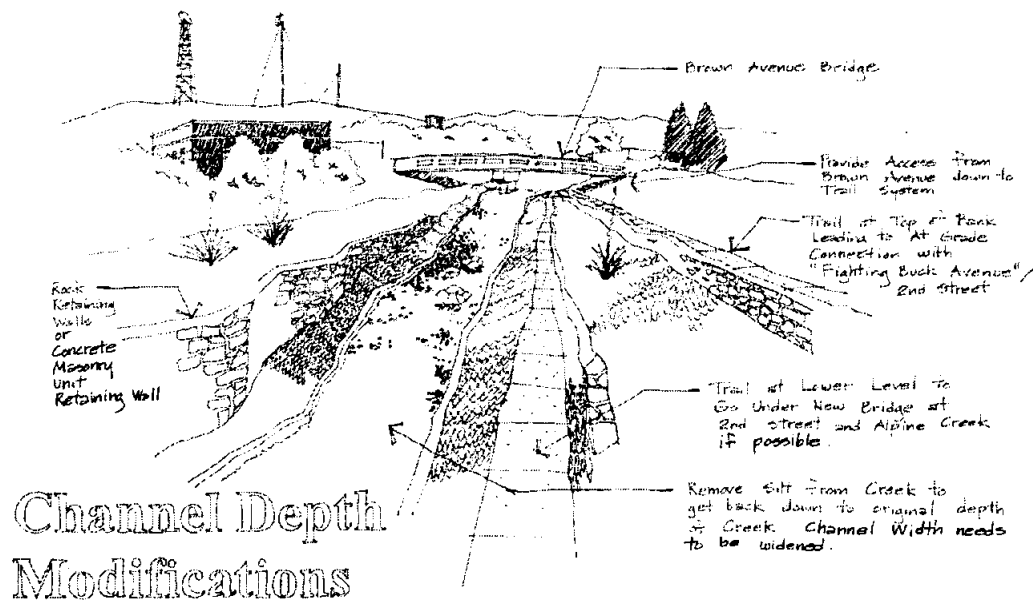 Brown Avenue Bridge
Provide Access from
Brown Avenue down to
Trail System
Trail at Top of Bank
Leading to At Grade
Connection with
"Fighting Buck Avenue"/
2nd Street
Rock
Retaining
Walls
or
Concrete
Masonry
Unit
Retaining Wall
Trail at Lower Level to
Go Under New Bridge at
2nd Street and Alpine Creek
if possible.
Remove Silt from Creek to
get back down to original depth
of Creek. Channel Width needs
to be widened.
Channel Depth
Modifications